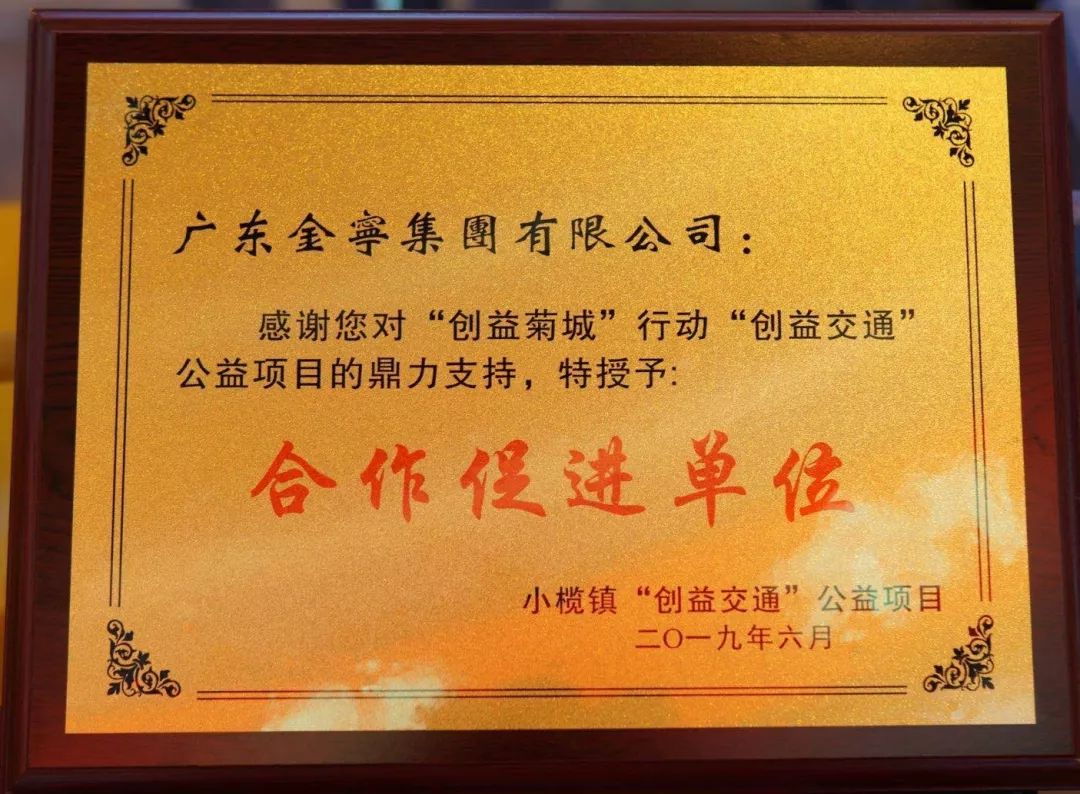 广东金寧集團有限公司：
感谢您对“创益菊城”行动“创益交通”
公益项目的鼎力支持，特授予:
合作促进单位
小榄镇“创益交通”公益项目
二〇一九年六月